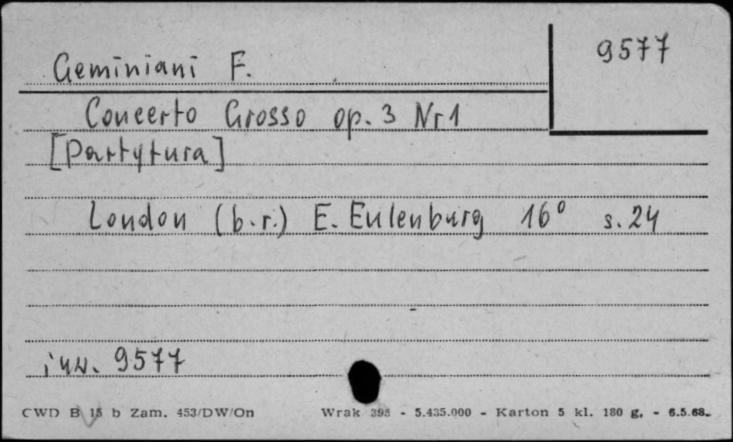 9577
Geminiani F.
Concerto Grosso op. 3 Nr 1
[Partytura]
London (b.r.) E. Eulenburg 16° s. 24
inw. 9577
CWD B 15 b Zam. 453/DW/On Wrak 395 - 5.435.000 - Karton 5 kl. 180 g. - 6.5.68.